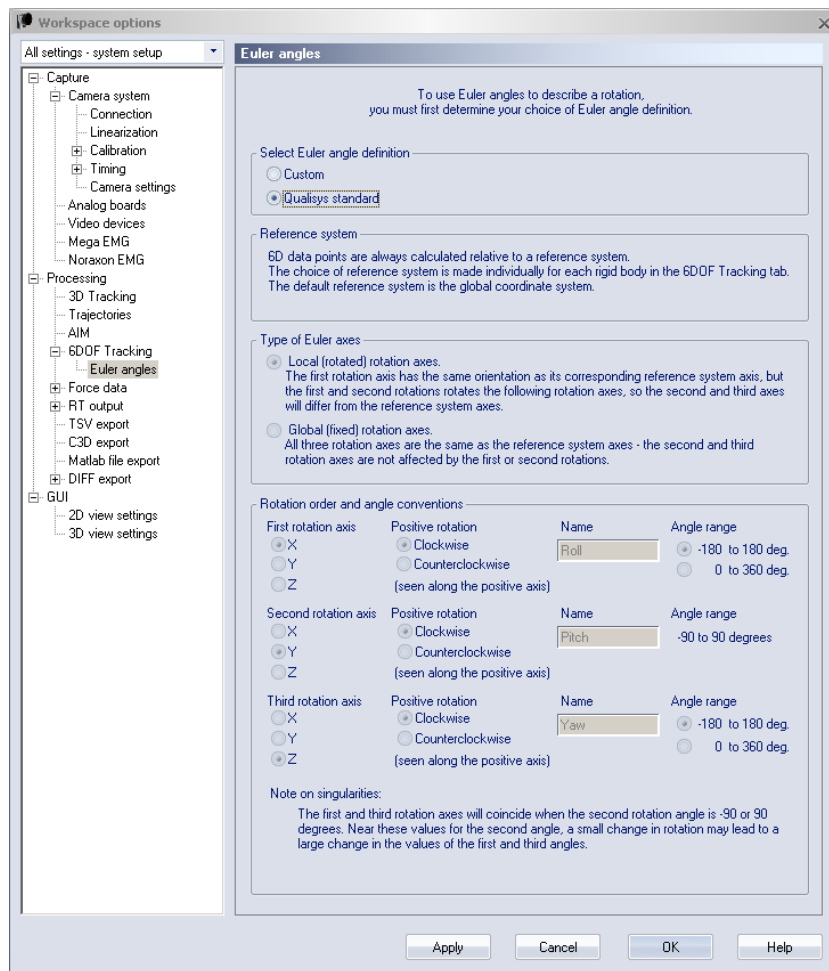 Workspace options
All settings - system setup
Capture
Camera system
Connection
Linearization
Calibration
Timing
Camera settings
Analog boards
Video devices
Mega EMG
Noraxon EMG
Processing
3D Tracking
Trajectories
AIM
6DOF Tracking
Euler angles
Force data
RT output
TSV export
C3D export
Matlab file export
DIFF export
GUI
2D view settings
3D view settings
Euler angles
To use Euler angles to describe a rotation,
you must first determine your choice of Euler angle definition.
Select Euler angle definition
Custom
Qualisys standard
Reference system
6D data points are always calculated relative to a reference system.
The choice of reference system is made individually for each rigid body in the 6DOF Tracking tab.
The default reference system is the global coordinate system.
Type of Euler axes
Local (rotated) rotation axes.
The first rotation axis has the same orientation as its corresponding reference system axis, but
the first and second rotations rotates the following rotation axes, so the second and third axes
will differ from the reference system axes.
Global (fixed) rotation axes.
All three rotation axes are the same as the reference system axes - the second and third
rotation axes are not affected by the first or second rotations.
Rotation order and angle conventions
First rotation axis Positive rotation Name Angle range
X Clockwise Roll -180 to 180 deg.
Y Counterclockwise 0 to 360 deg.
Z (seen along the positive axis)
Second rotation axis Positive rotation Name Angle range
X Clockwise Pitch -90 to 90 degrees
Y Counterclockwise
Z (seen along the positive axis)
Third rotation axis Positive rotation Name Angle range
X Clockwise Yaw -180 to 180 deg.
Y Counterclockwise 0 to 360 deg.
Z (seen along the positive axis)
Note on singularities:
The first and third rotation axes will coincide when the second rotation angle is -90 or 90
degrees. Near these values for the second angle, a small change in rotation may lead to a
large change in the values of the first and third angles.
Apply Cancel OK Help